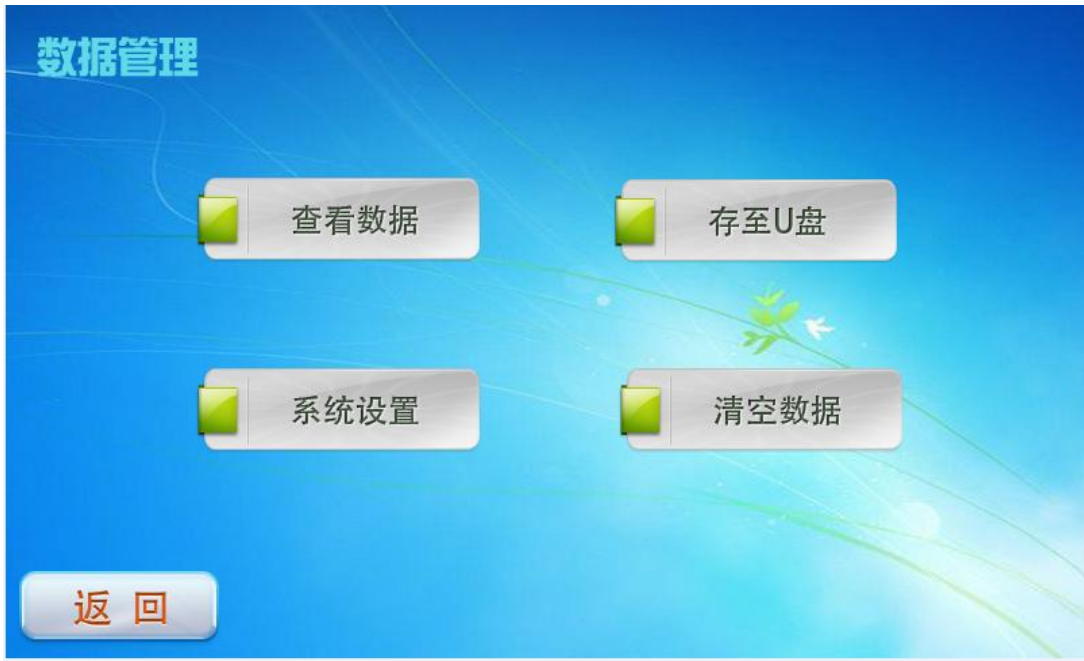 数据管理
查看数据
存至U盘
系统设置
清空数据
返回